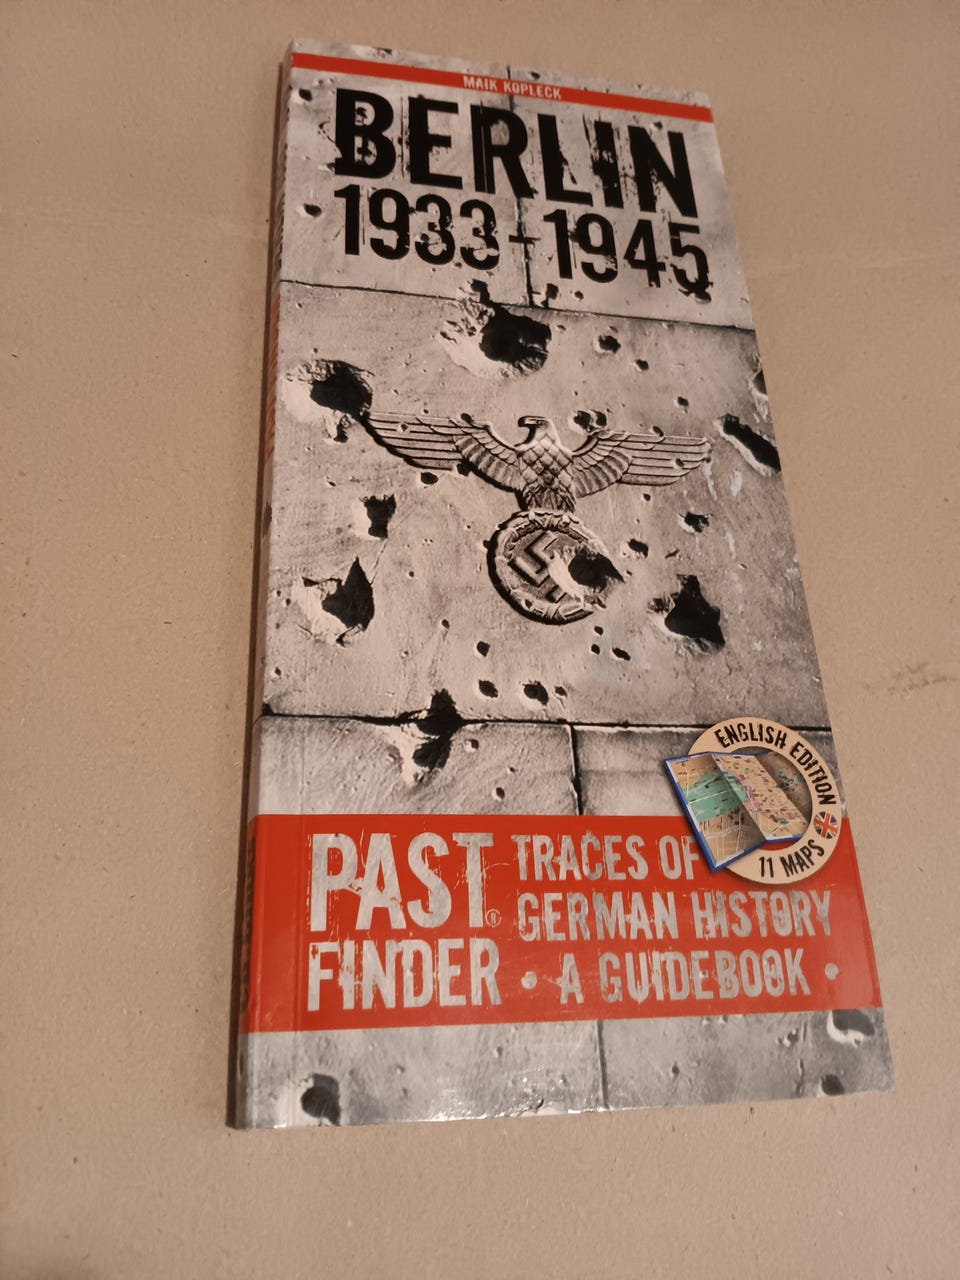 MAIK KOPLECK
BERLIN
1933-1945
ENGLISH EDITION
11 MAPS
PAST®
FINDER
TRACES OF
GERMAN HISTORY
• A GUIDEBOOK •